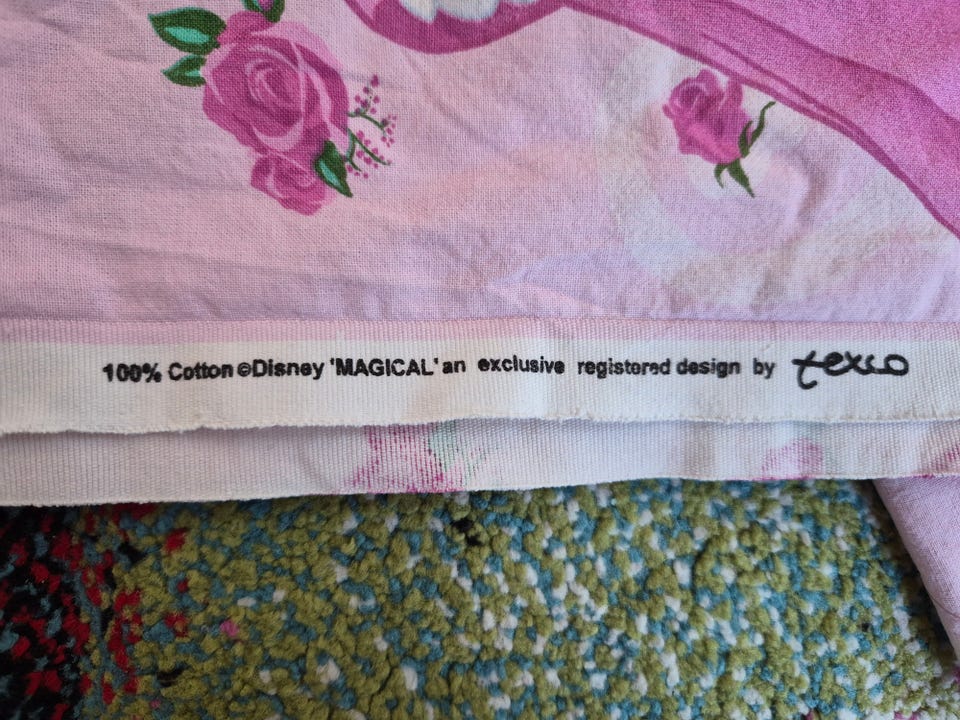 100% Cotton ©Disney 'MAGICAL' an exclusive registered design by texco